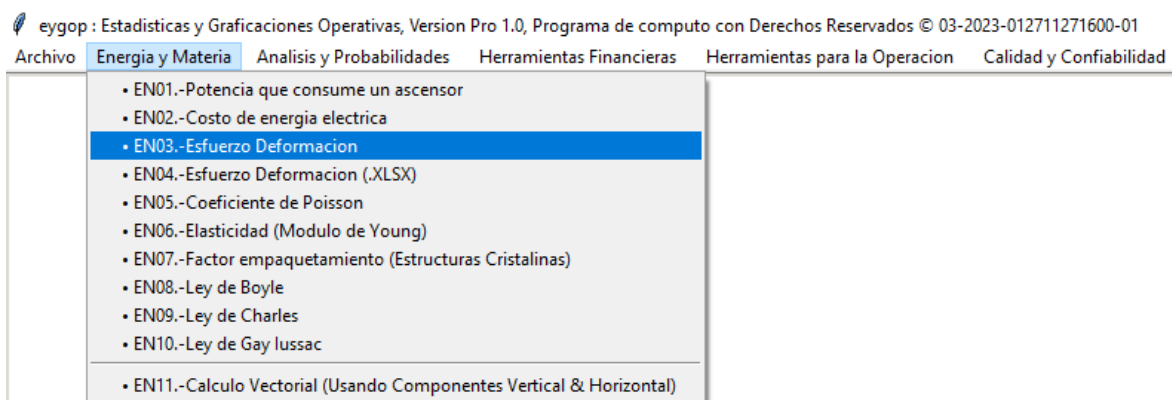 eygop : Estadisticas y Graficaciones Operativas, Version Pro 1.0, Programa de computo con Derechos Reservados © 03-2023-012711271600-01
Archivo Energia y Materia Analisis y Probabilidades Herramientas Financieras Herramientas para la Operacion Calidad y Confiabilidad
• EN01.-Potencia que consume un ascensor
• EN02.-Costo de energia electrica
• EN03.-Esfuerzo Deformacion
• EN04.-Esfuerzo Deformacion (.XLSX)
• EN05.-Coeficiente de Poisson
• EN06.-Elasticidad (Modulo de Young)
• EN07.-Factor empaquetamiento (Estructuras Cristalinas)
• EN08.-Ley de Boyle
• EN09.-Ley de Charles
• EN10.-Ley de Gay lussac
• EN11.-Calculo Vectorial (Usando Componentes Vertical & Horizontal)